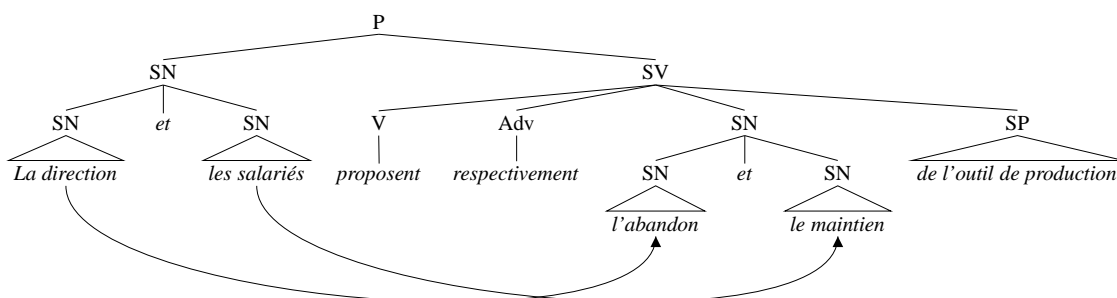 P
SN SV
SN et SN V Adv SN SP
La direction les salariés proposent respectivement SN et SN de l'outil de production
l'abandon le maintien